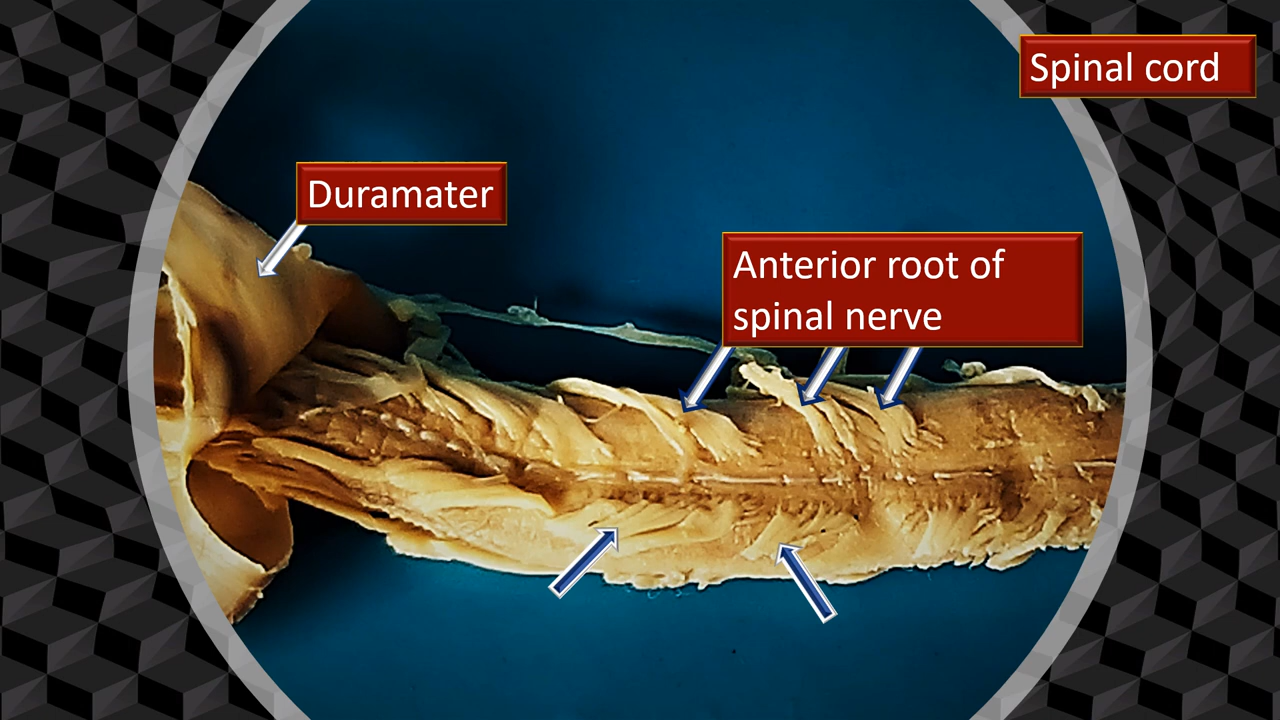 Spinal cord
Duramater
Anterior root of
spinal nerve